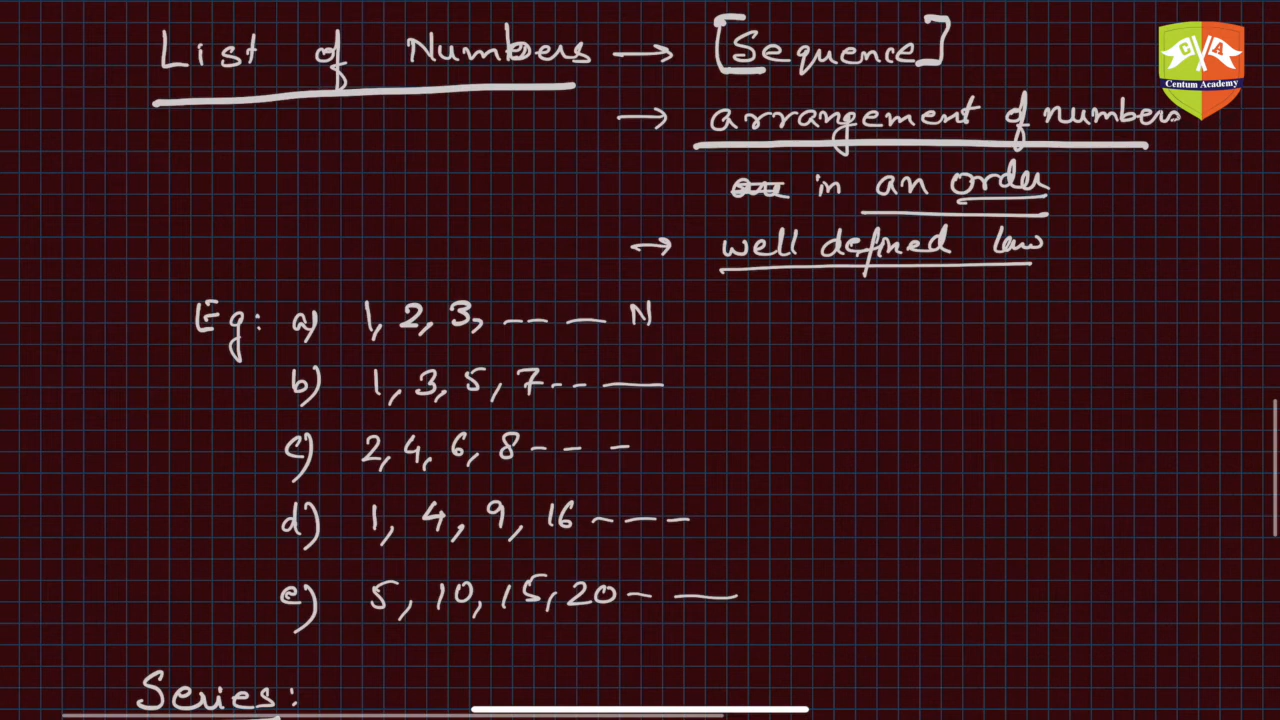 List of Numbers → [Sequence]
C A
Centum Academy
→ arrangement of numbers
in an order
→ well defined law
Eg: a) 1, 2, 3, -- — N
b) 1, 3, 5, 7 -- —
c) 2, 4, 6, 8 - - -
d) 1, 4, 9, 16 - - -
e) 5, 10, 15, 20 - —
Series: